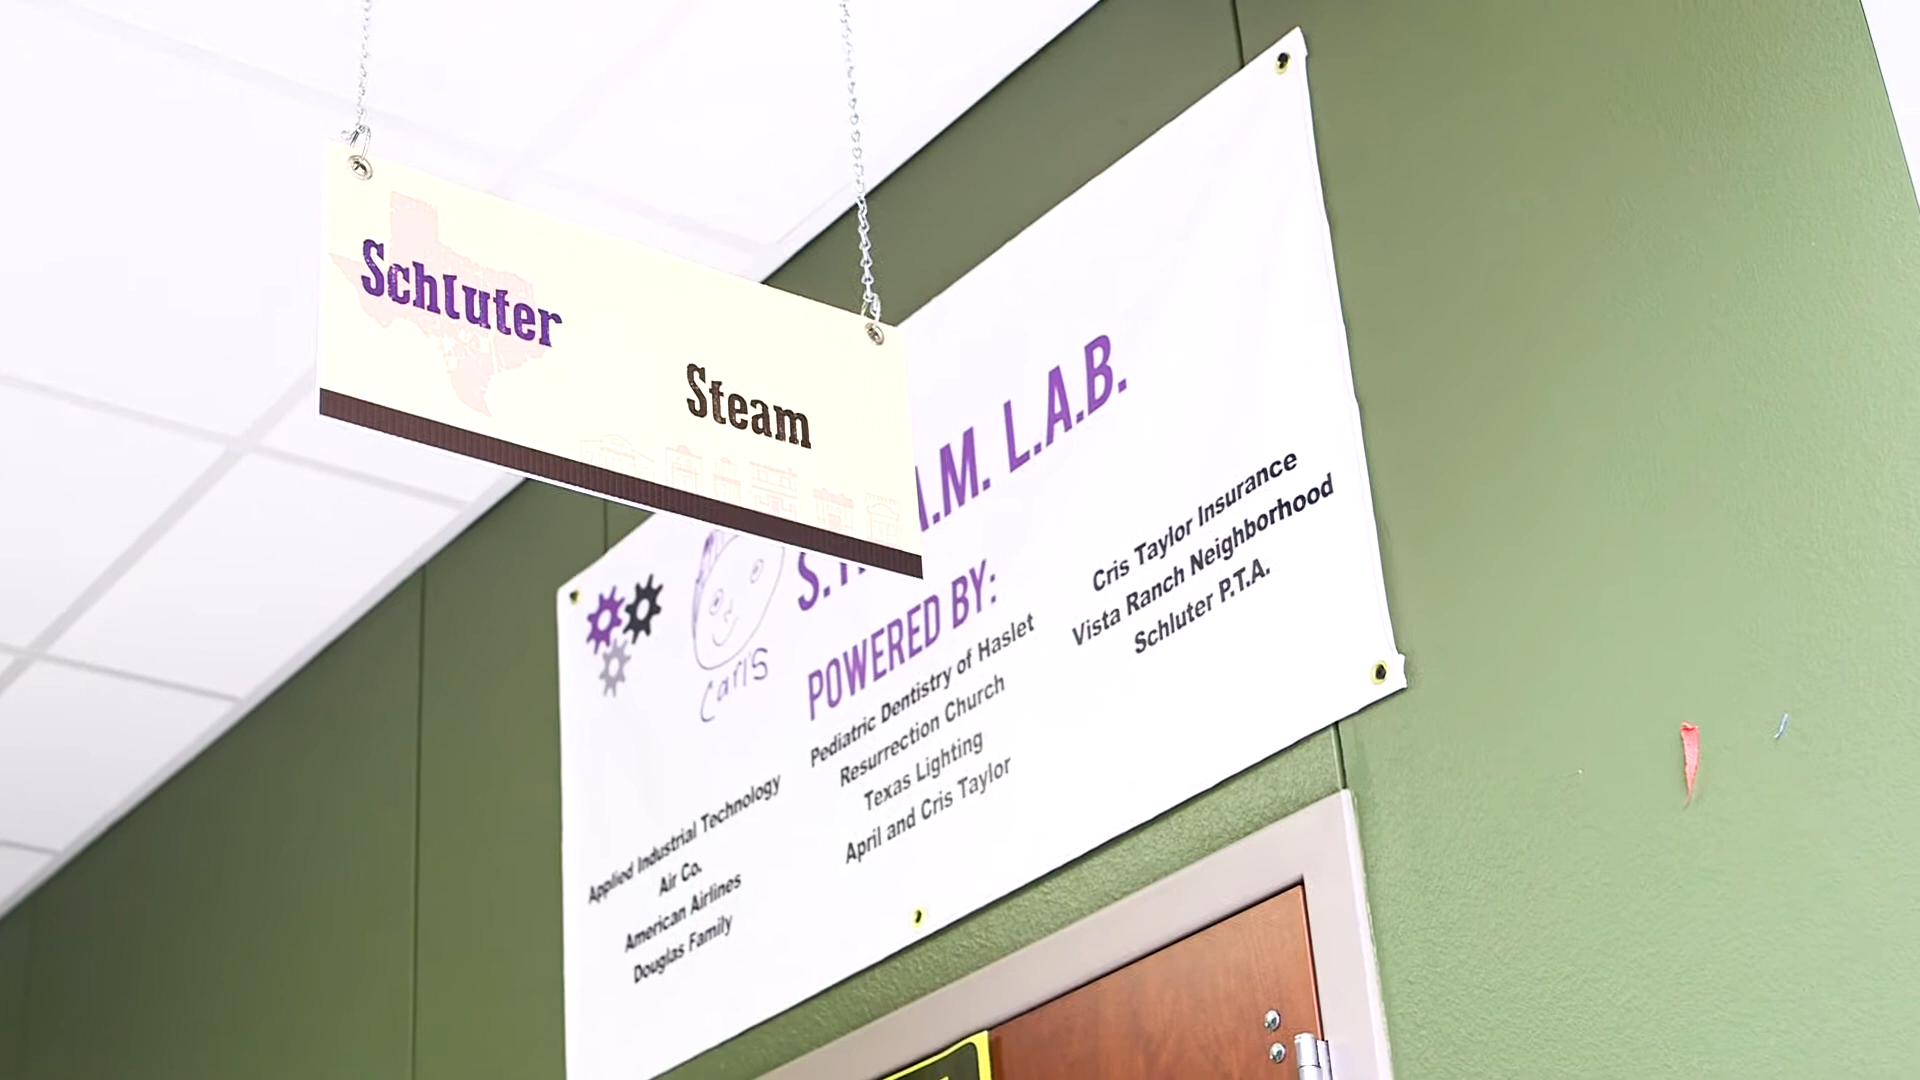 Schluter
Steam
Carl's
.M. L.A.B.
POWERED BY:
Applied Industrial Technology
Air Co.
American Airlines
Douglas Family
Pediatric Dentistry of Haslet
Resurrection Church
Texas Lighting
April and Cris Taylor
Cris Taylor Insurance
Vista Ranch Neighborhood
Schluter P.T.A.